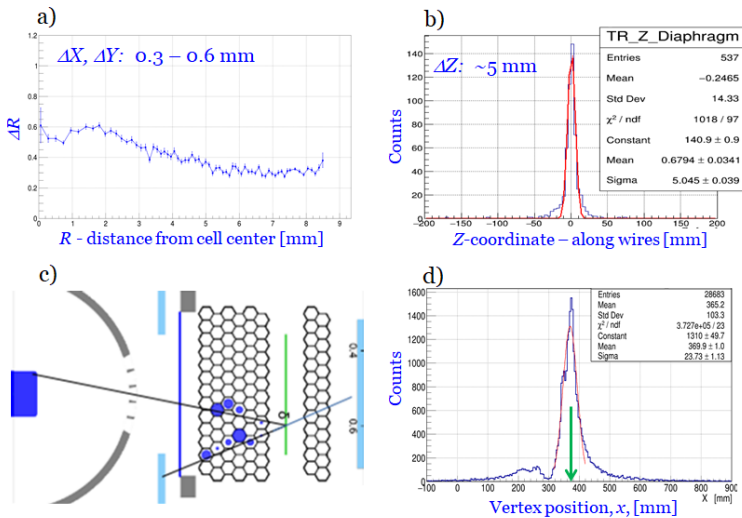 a)
ΔX, ΔY: 0.3 – 0.6 mm
1.2
1
0.8
0.6
0.4
0.2
0
ΔR
0 1 2 3 4 5 6 7 8 9
R - distance from cell center [mm]
b)
ΔZ: ~5 mm
TR_Z_Diaphragm
Entries 537
Mean −0.2465
Std Dev 14.33
χ² / ndf 1018 / 97
Constant 140.9 ± 0.9
Mean 0.6794 ± 0.0341
Sigma 5.045 ± 0.039
140
120
100
80
60
40
20
0
Counts
−200 −150 −100 −50 0 50 100 150 200
Z-coordinate – along wires [mm]
c)
0.4
δ
0.6
d)
Entries 28683
Mean 365.2
Std Dev 103.3
χ² / ndf 3.727e+05 / 23
Constant 1310 ± 49.7
Mean 369.9 ± 1.0
Sigma 23.73 ± 1.13
1600
1400
1200
1000
800
600
400
200
0
Counts
-100 0 100 200 300 400 500 600 700 800 900
X [mm]
Vertex position, x, [mm]